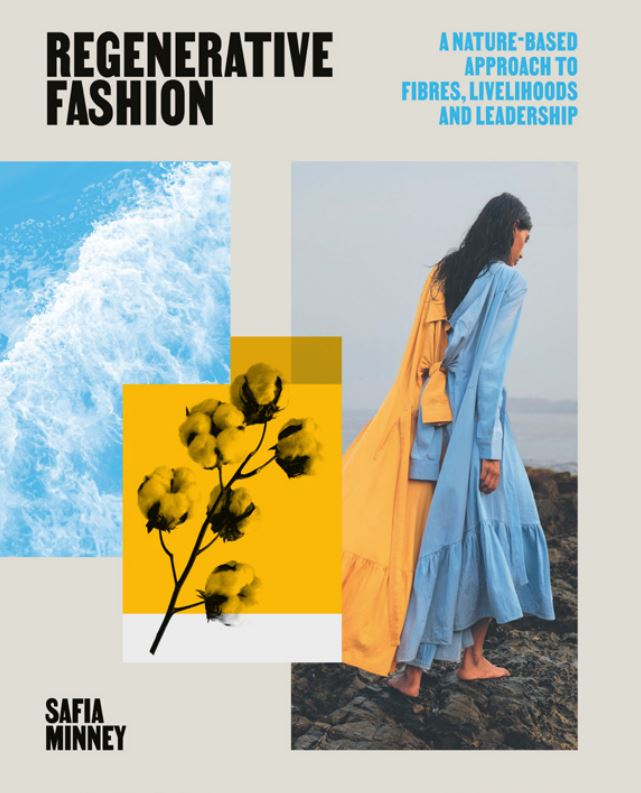 REGENERATIVE
FASHION
A NATURE-BASED
APPROACH TO
FIBRES, LIVELIHOODS
AND LEADERSHIP
SAFIA
MINNEY